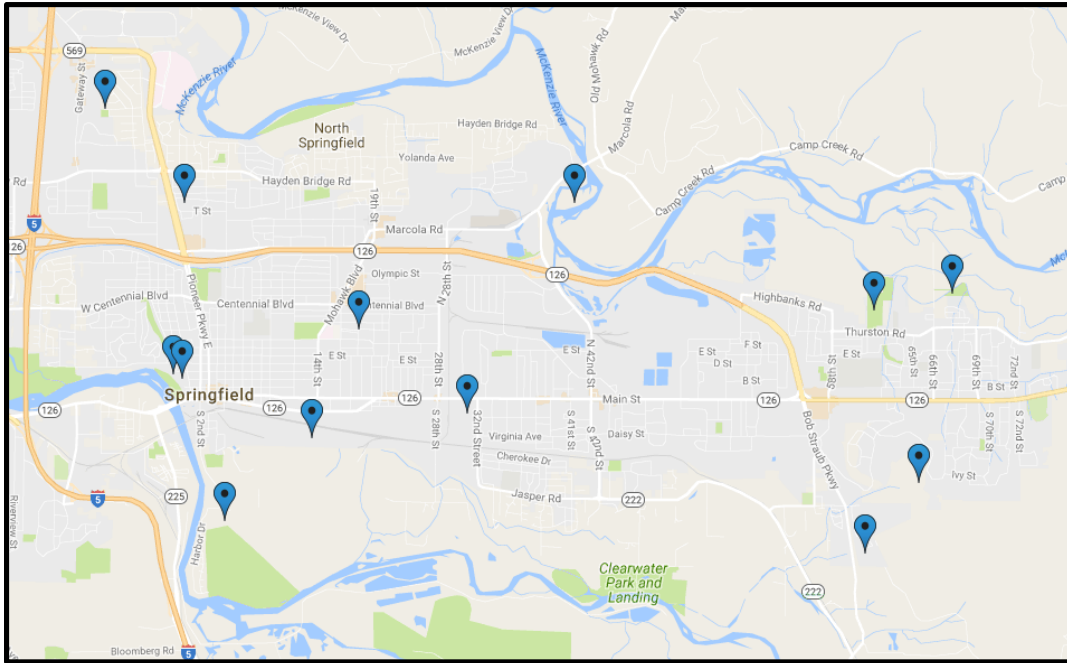 McKenzie View Dr
McKenzie View Dr
Old Mohawk Rd
569
Gateway St
McKenzie River
McKenzie River
Marcola Rd
North
Springfield
Hayden Bridge Rd
Yolanda Ave
Camp Creek Rd
Camp
Rd
Hayden Bridge Rd
19th St
Camp Creek Rd
T St
5
Marcola Rd
126
126
126
Olympic St
N 28th St
W Centennial Blvd
Pioneer Pkwy E
Centennial Blvd
Mohawk Blvd
ntennial Blvd
Highbanks Rd
Thurston Rd
14th St
E St
E St
28th St
E St
N 42nd St
E St
D St
F St
B St
58th St
E St
65th St
66th St
69th St
72nd St
B St
Springfield
126
S 2nd St
126
126
S 28th St
32nd Street
Main St
126
126
Virginia Ave
S 41st St
S 42nd St
Daisy St
Cherokee Dr
Bob Straub Pkwy
S 70th St
S 72nd St
Ivy St
Riverview St
5
225
Harbor Dr
Jasper Rd
222
Clearwater
Park and
Landing
222
Bloomberg Rd
5